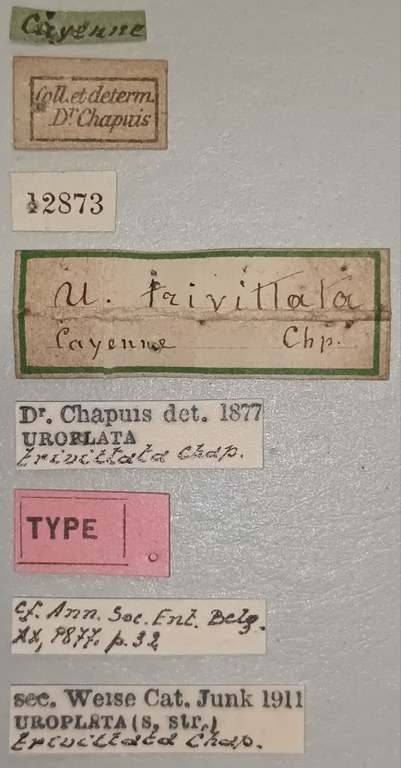 Cayenne
Coll. et determ.
Dr Chapuis
12873
U. trivittata
Cayenne Chp.
Dr. Chapuis det. 1877
UROPLATA
trivittata Chap.
TYPE
Cf. Ann. Soc. Ent. Belg.
XX, 1877. p. 32
sec. Weise Cat. Junk 1911
UROPLATA (s, str,)
trivittata Chap.